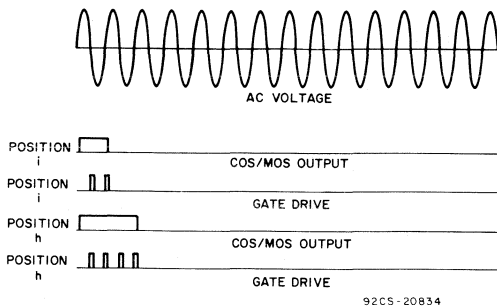 AC VOLTAGE
POSITION
i
COS/MOS OUTPUT
POSITION
i
GATE DRIVE
POSITION
h
COS/MOS OUTPUT
POSITION
h
GATE DRIVE
92CS-20834